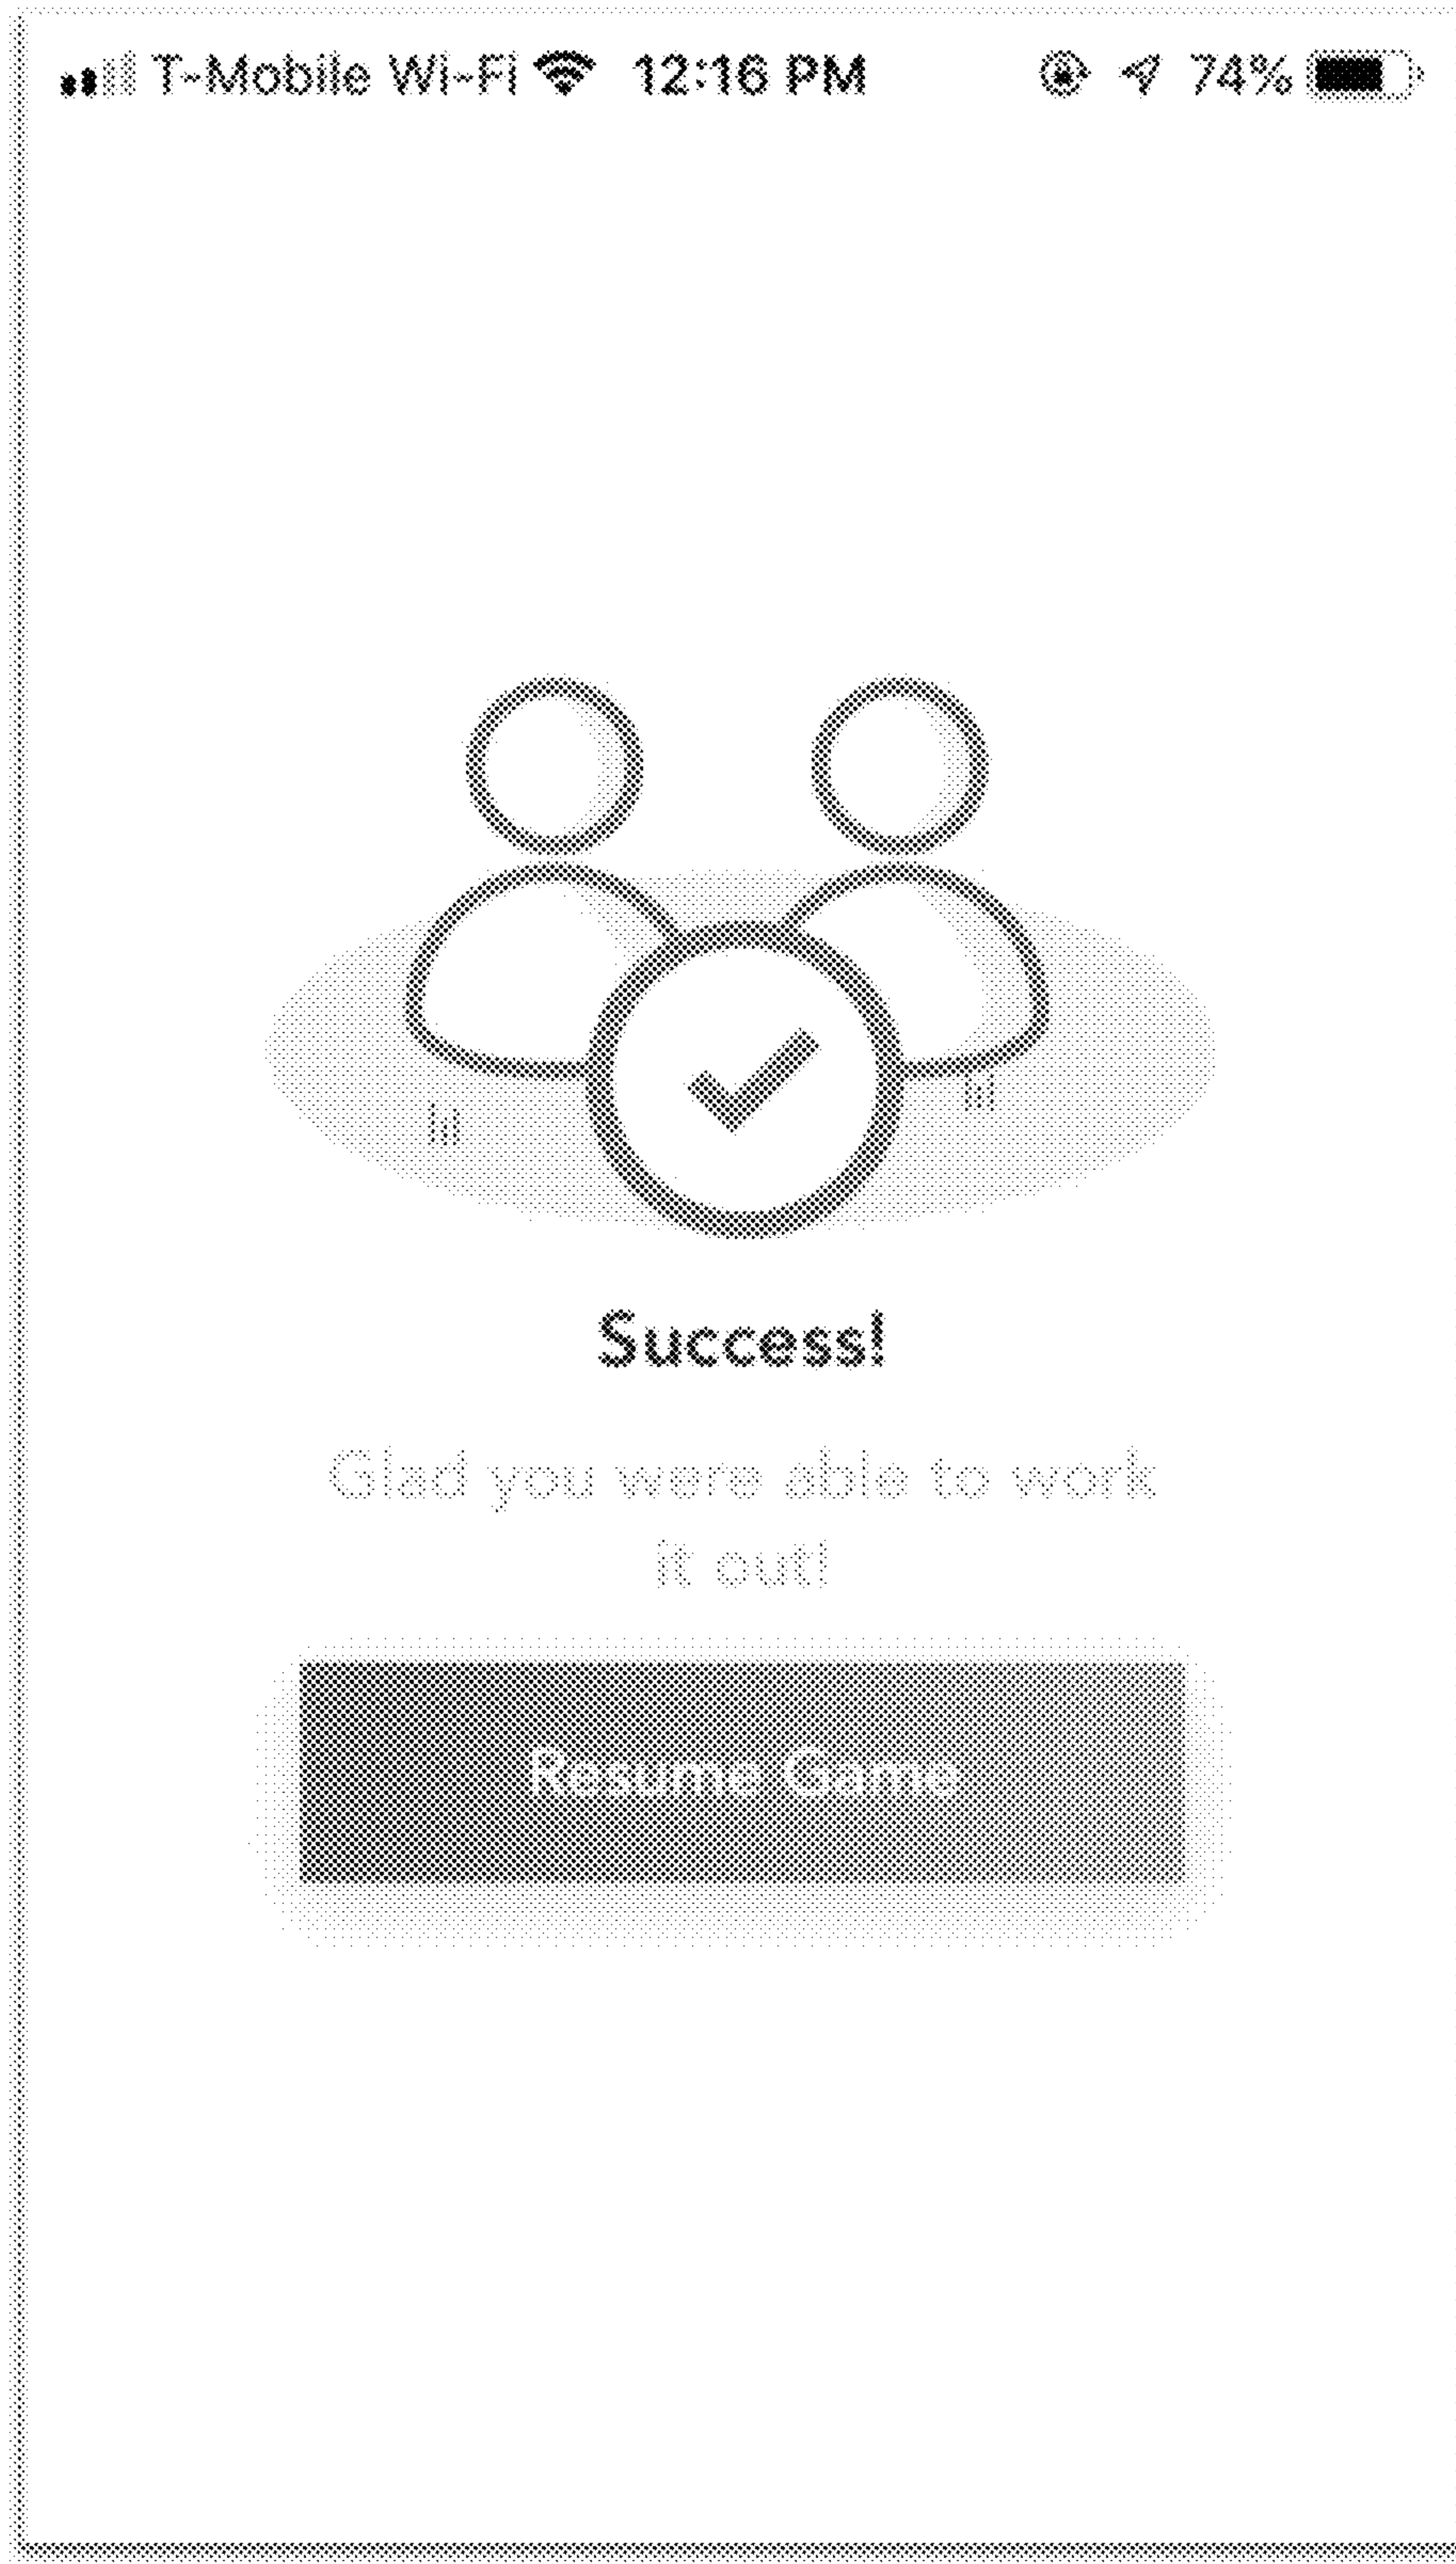 T-Mobile Wi-Fi 12:16 PM 74%
Success!
Glad you were able to work
it out!
Resume Game